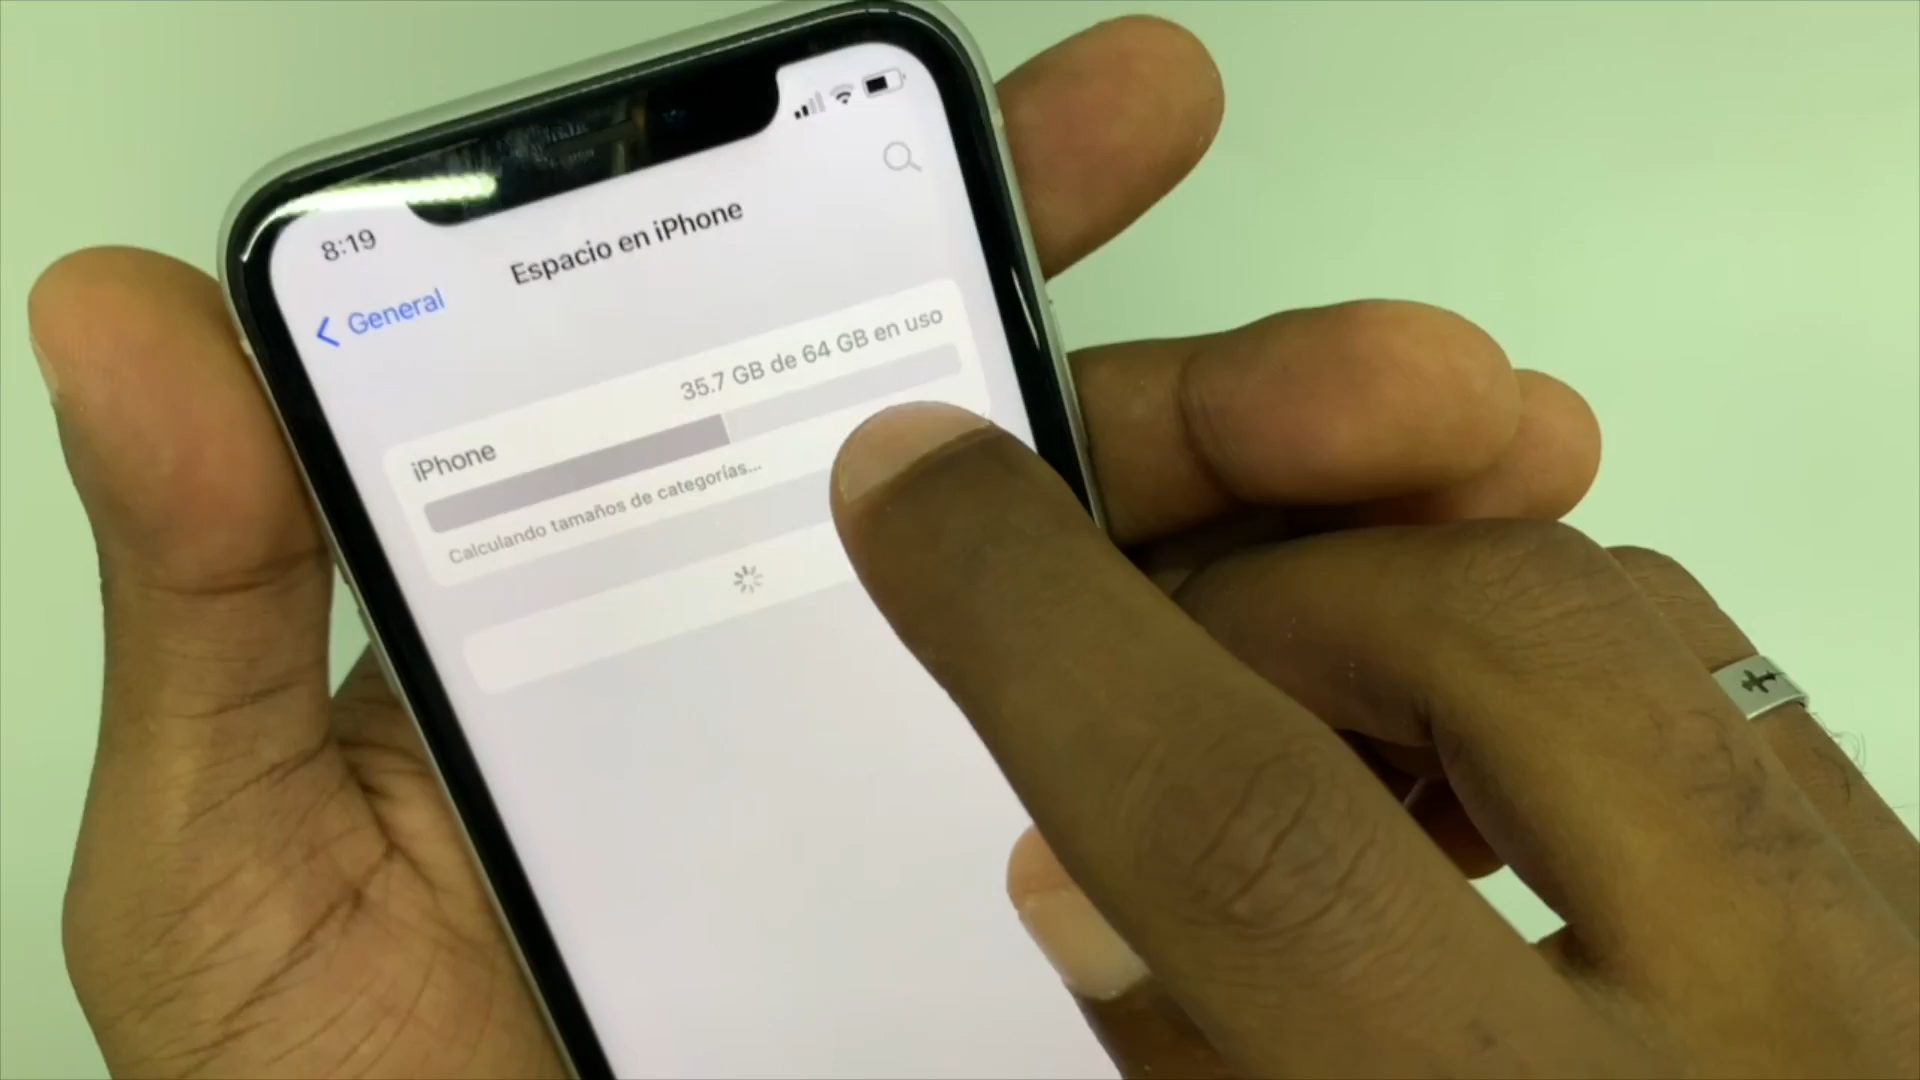 8:19
General
Espacio en iPhone
iPhone
35.7 GB de 64 GB en uso
Calculando tamaños de categorías...